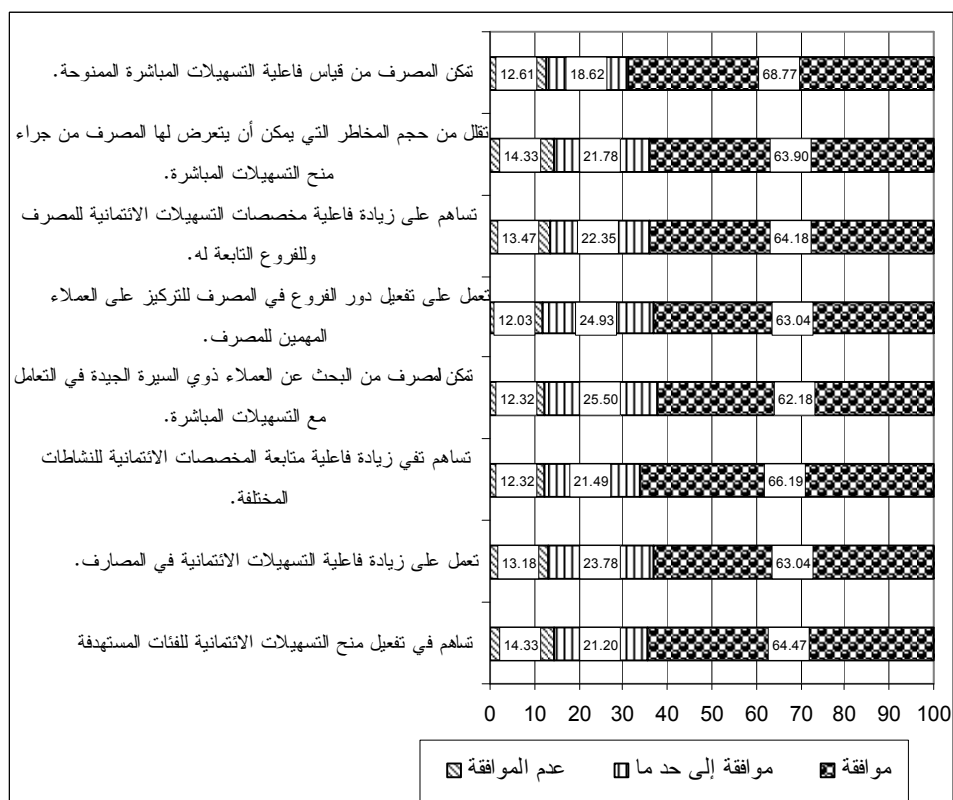 تمكن المصرف من قياس فاعلية التسهيلات المباشرة الممنوحة.
12.61 18.62 68.77
تقلل من حجم المخاطر التي يمكن أن يتعرض لها المصرف من جراء
منح التسهيلات المباشرة.
14.33 21.78 63.90
تساهم على زيادة فاعلية مخصصات التسهيلات الائتمانية للمصرف
وللفروع التابعة له.
13.47 22.35 64.18
تعمل على تفعيل دور الفروع في المصرف للتركيز على العملاء
المهمين للمصرف.
12.03 24.93 63.04
تمكن لمصرف من البحث عن العملاء ذوي السيرة الجيدة في التعامل
مع التسهيلات المباشرة.
12.32 25.50 62.18
تساهم تفي زيادة فاعلية متابعة المخصصات الائتمانية للنشاطات
المختلفة.
12.32 21.49 66.19
تعمل على زيادة فاعلية التسهيلات الائتمانية في المصارف.
13.18 23.78 63.04
تساهم في تفعيل منح التسهيلات الائتمانية للفئات المستهدفة
14.33 21.20 64.47
0 10 20 30 40 50 60 70 80 90 100
موافقة موافقة إلى حد ما عدم الموافقة